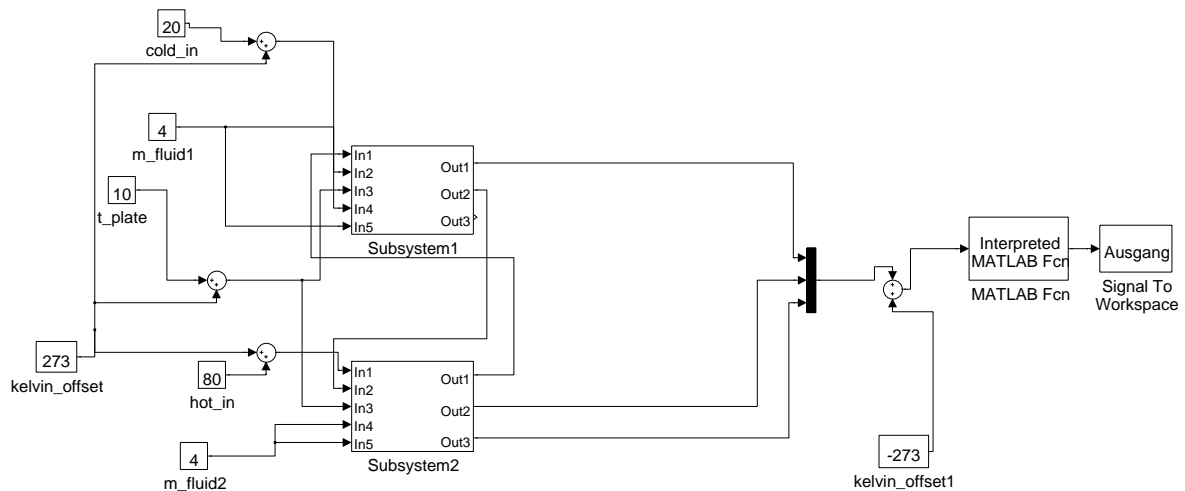 20
cold_in
4
m_fluid1
10
t_plate
273
kelvin_offset
80
hot_in
4
m_fluid2
In1
In2
In3
In4
In5
Out1
Out2
Out3
Subsystem1
In1
In2
In3
In4
In5
Out1
Out2
Out3
Subsystem2
-273
kelvin_offset1
Interpreted
MATLAB Fcn
MATLAB Fcn
Ausgang
Signal To
Workspace